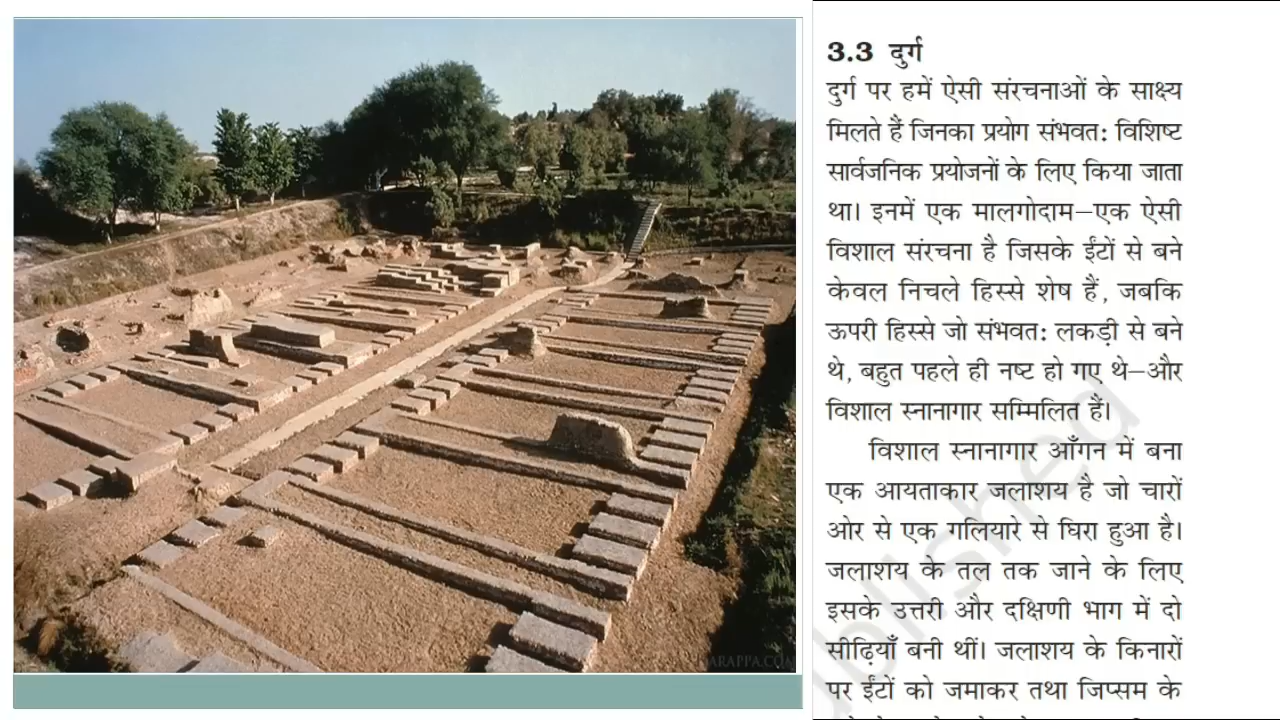 3.3 दुर्ग
दुर्ग पर हमें ऐसी संरचनाओं के साक्ष्य
मिलते हैं जिनका प्रयोग संभवत: विशिष्ट
सार्वजनिक प्रयोजनों के लिए किया जाता
था। इनमें एक मालगोदाम—एक ऐसी
विशाल संरचना है जिसके ईंटों से बने
केवल निचले हिस्से शेष हैं, जबकि
ऊपरी हिस्से जो संभवत: लकड़ी से बने
थे, बहुत पहले ही नष्ट हो गए थे—और
विशाल स्नानागार सम्मिलित हैं।
विशाल स्नानागार आँगन में बना
एक आयताकार जलाशय है जो चारों
ओर से एक गलियारे से घिरा हुआ है।
जलाशय के तल तक जाने के लिए
इसके उत्तरी और दक्षिणी भाग में दो
सीढ़ियाँ बनी थीं। जलाशय के किनारों
पर ईंटों को जमाकर तथा जिप्सम के